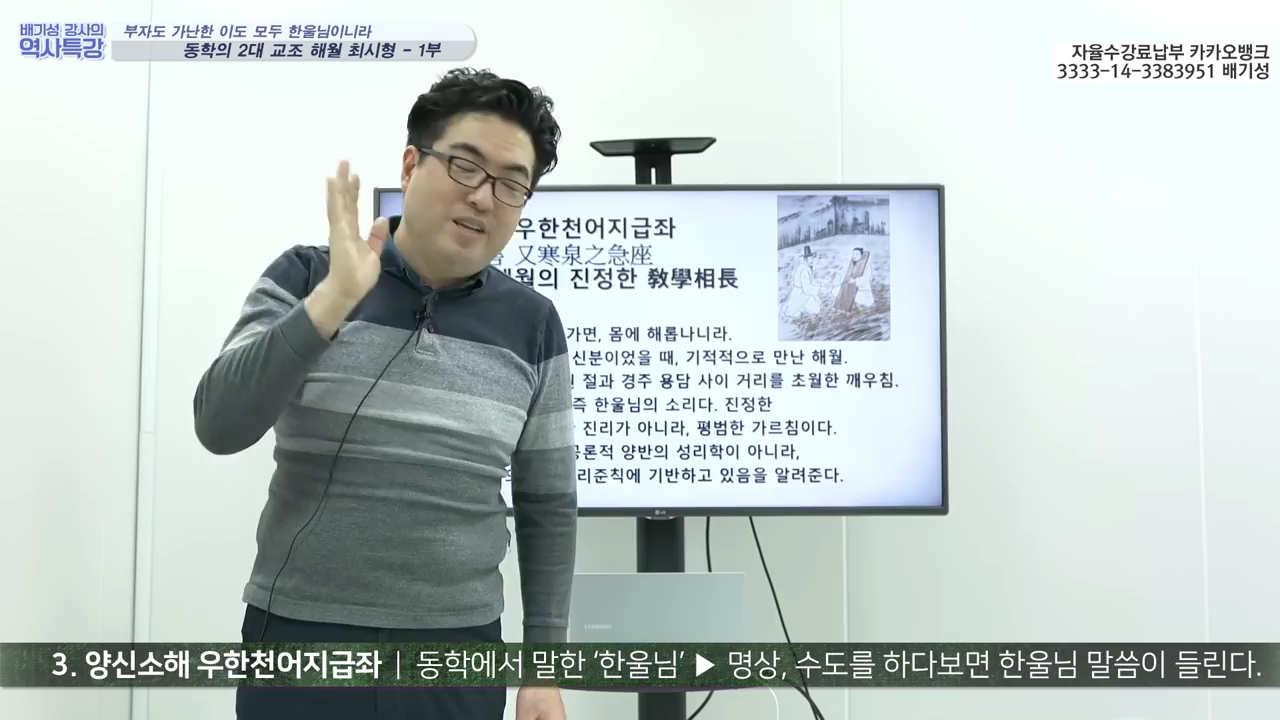 배기성 강사의
역사특강
부자도 가난한 이도 모두 한울님이니라
동학의 2대 교조 해월 최시형 - 1부
자율수강료납부 카카오뱅크
3333-14-3383951 배기성
우한천어지급좌
又寒泉之急座
해월의 진정한 敎學相長
가면, 몸에 해롭나니라.
신분이었을 때, 기적적으로 만난 해월.
절과 경주 용담 사이 거리를 초월한 깨우침.
즉 한울님의 소리다. 진정한
진리가 아니라, 평범한 가르침이다.
공론적 양반의 성리학이 아니라,
리준칙에 기반하고 있음을 알려준다.
LG
SAMSUNG
3. 양신소해 우한천어지급좌 | 동학에서 말한 ‘한울님’ ▶ 명상, 수도를 하다보면 한울님 말씀이 들린다.